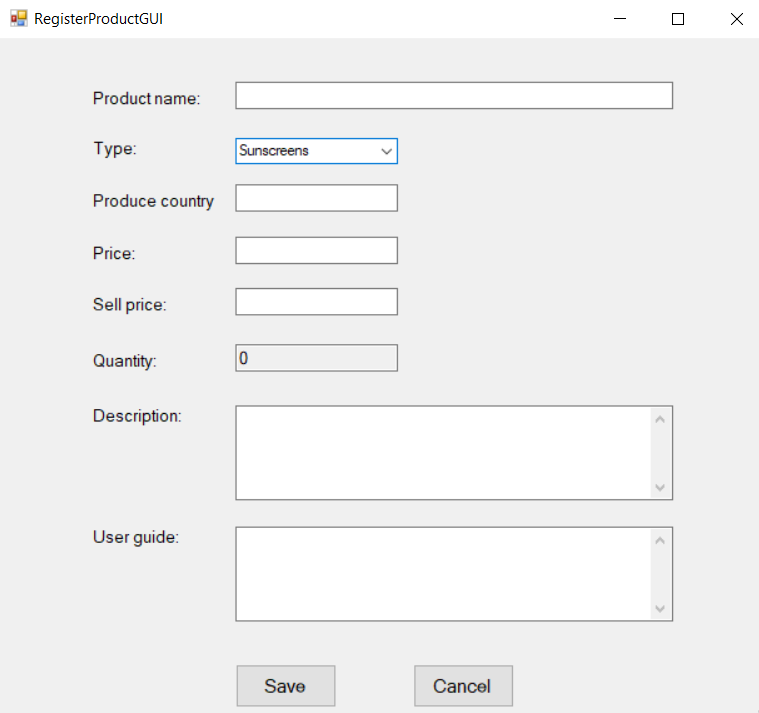 RegisterProductGUI
Product name:
Type:
Sunscreens
Produce country
Price:
Sell price:
Quantity:
0
Description:
User guide:
Save
Cancel